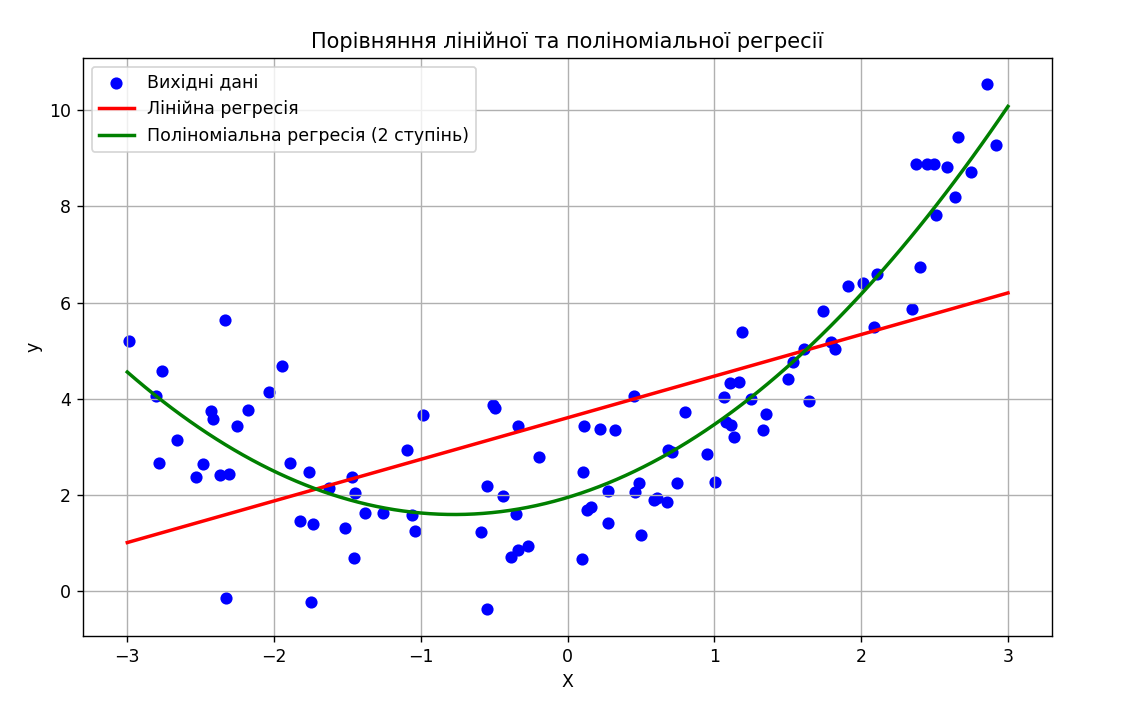 Порівняння лінійної та поліноміальної регресії
Вихідні дані
Лінійна регресія
Поліноміальна регресія (2 ступінь)
10
8
6
4
2
0
y
−3 −2 −1 0 1 2 3
X